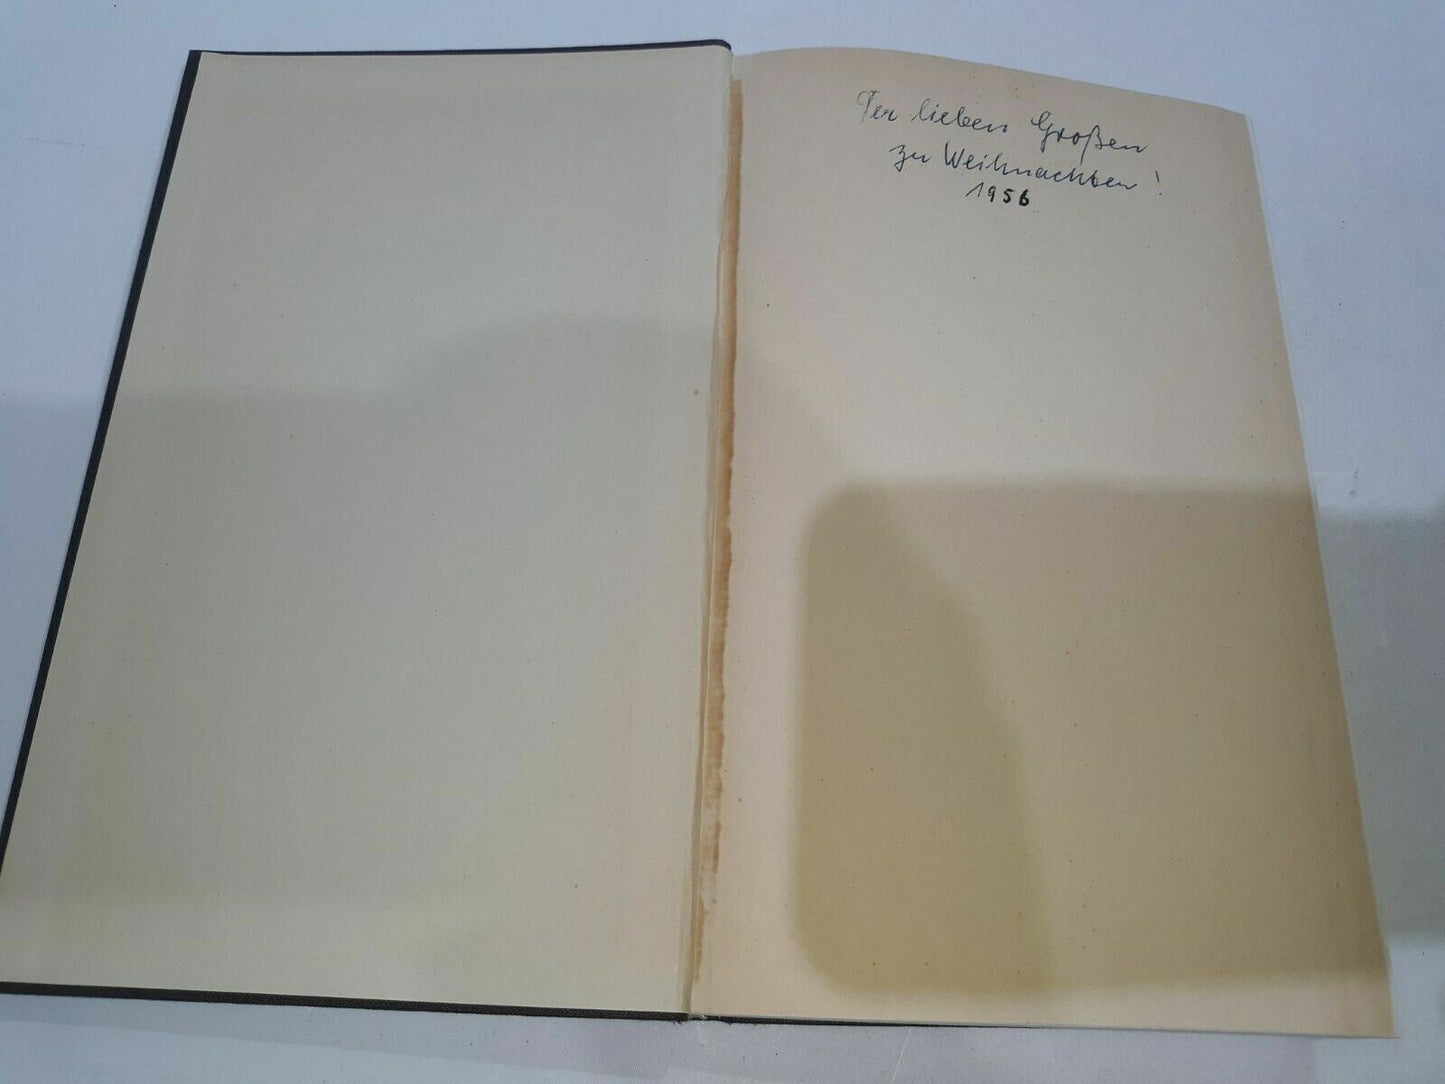 Der lieben Großen
zu Weihnachten!
1956